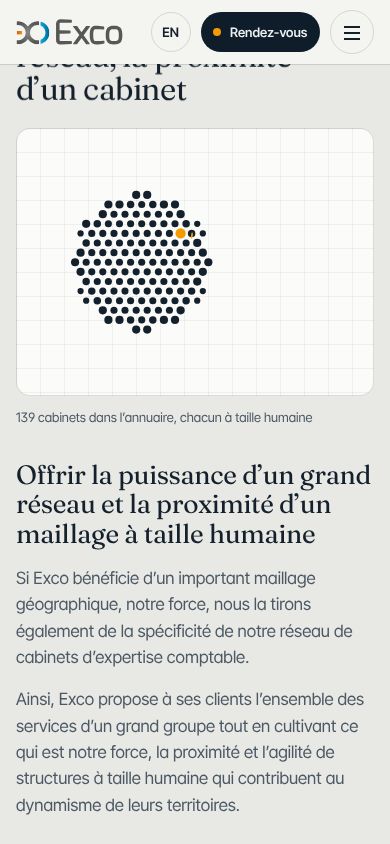 Exco
EN
Rendez-vous
réseau, la proximité
d’un cabinet
139 cabinets dans l’annuaire, chacun à taille humaine
Offrir la puissance d’un grand
réseau et la proximité d’un
maillage à taille humaine
Si Exco bénéficie d’un important maillage
géographique, notre force, nous la tirons
également de la spécificité de notre réseau de
cabinets d’expertise comptable.
Ainsi, Exco propose à ses clients l’ensemble des
services d’un grand groupe tout en cultivant ce
qui est notre force, la proximité et l’agilité de
structures à taille humaine qui contribuent au
dynamisme de leurs territoires.